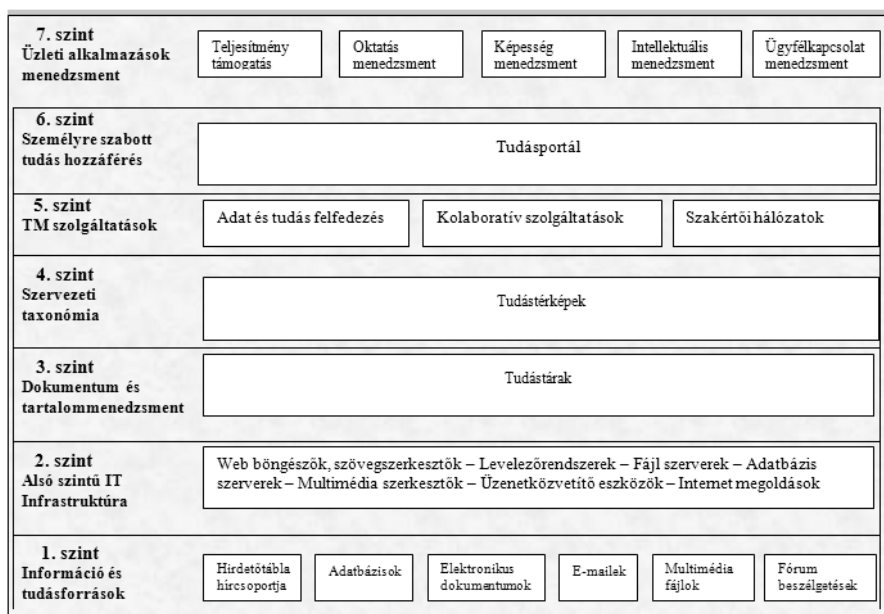 7. szint
Üzleti alkalmazások
menedzsment
Teljesítmény
támogatás
Oktatás
menedzsment
Képesség
menedzsment
Intellektuális
menedzsment
Ügyfélkapcsolat
menedzsment
6. szint
Személyre szabott
tudás hozzáférés
Tudásportál
5. szint
TM szolgáltatások
Adat és tudás felfedezés
Kolaboratív szolgáltatások
Szakértői hálózatok
4. szint
Szervezeti
taxonómia
Tudástérképek
3. szint
Dokumentum és
tartalommenedzsment
Tudástárak
2. szint
Alsó szintű IT
Infrastruktúra
Web böngészők, szövegszerkesztők – Levelezőrendszerek – Fájl szerverek – Adatbázis
szerverek – Multimédia szerkesztők – Üzenetközvetítő eszközök – Internet megoldások
1. szint
Információ és
tudásforrások
Hirdetőtábla
hírcsoportja
Adatbázisok
Elektronikus
dokumentumok
E-mailek
Multimédia
fájlok
Fórum
beszélgetések